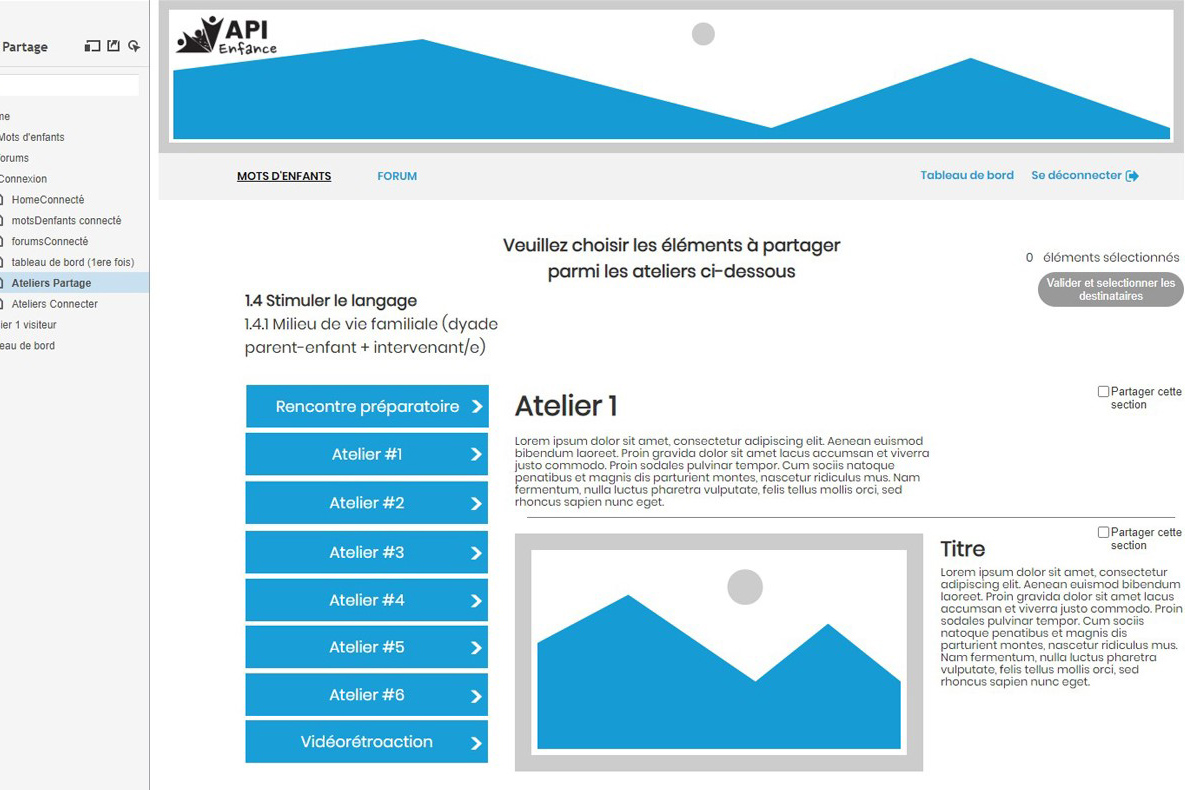 Partage
Mots d'enfants
Connexion
HomeConnecté
motsDenfants connecté
forumsConnecté
tableau de bord (1ere fois)
Ateliers Partage
Ateliers Connecter
1 visiteur
de bord
API
Enfance
MOTS D'ENFANTS
FORUM
Tableau de bord
Se déconnecter
Veuillez choisir les éléments à partager
parmi les ateliers ci-dessous
0 éléments sélectionnés
Valider et selectionner les
destinataires
1.4 Stimuler le langage
1.4.1 Milieu de vie familiale (dyade
parent-enfant + intervenant/e)
Rencontre préparatoire
Atelier #1
Atelier #2
Atelier #3
Atelier #4
Atelier #5
Atelier #6
Vidéorétroaction
Atelier 1
Partager cette
section
Lorem ipsum dolor sit amet, consectetur adipiscing elit. Aenean euismod
bibendum laoreet. Proin gravida dolor sit amet lacus accumsan et viverra
justo commodo. Proin sodales pulvinar tempor. Cum sociis natoque
penatibus et magnis dis parturient montes, nascetur ridiculus mus. Nam
fermentum, nulla luctus pharetra vulputate, felis tellus mollis orci, sed
rhoncus sapien nunc eget.
Partager cette
section
Titre
Lorem ipsum dolor sit amet, consectetur
adipiscing elit. Aenean euismod bibendum
laoreet. Proin gravida dolor sit amet lacus
accumsan et viverra justo commodo. Proin
sodales pulvinar tempor. Cum sociis
natoque penatibus et magnis dis
parturient montes, nascetur ridiculus mus.
Nam fermentum, nulla luctus pharetra
vulputate, felis tellus mollis orci, sed
rhoncus sapien nunc eget.